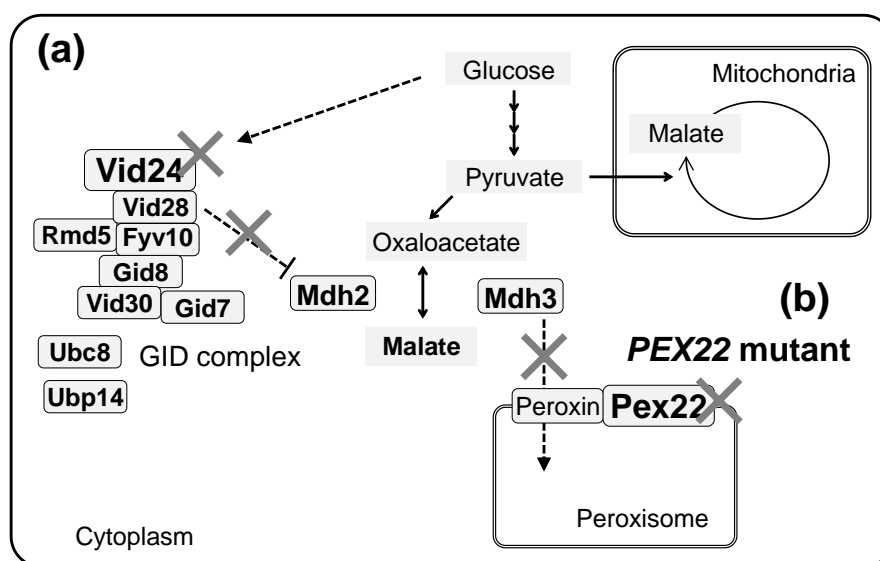 (a)
Glucose
Mitochondria
Malate
Vid24
Pyruvate
Vid28
Rmd5
Fyv10
Oxaloacetate
Gid8
Vid30
Gid7
Mdh2
Mdh3
(b)
Ubc8
GID complex
Malate
PEX22 mutant
Ubp14
Peroxin
Pex22
Peroxisome
Cytoplasm